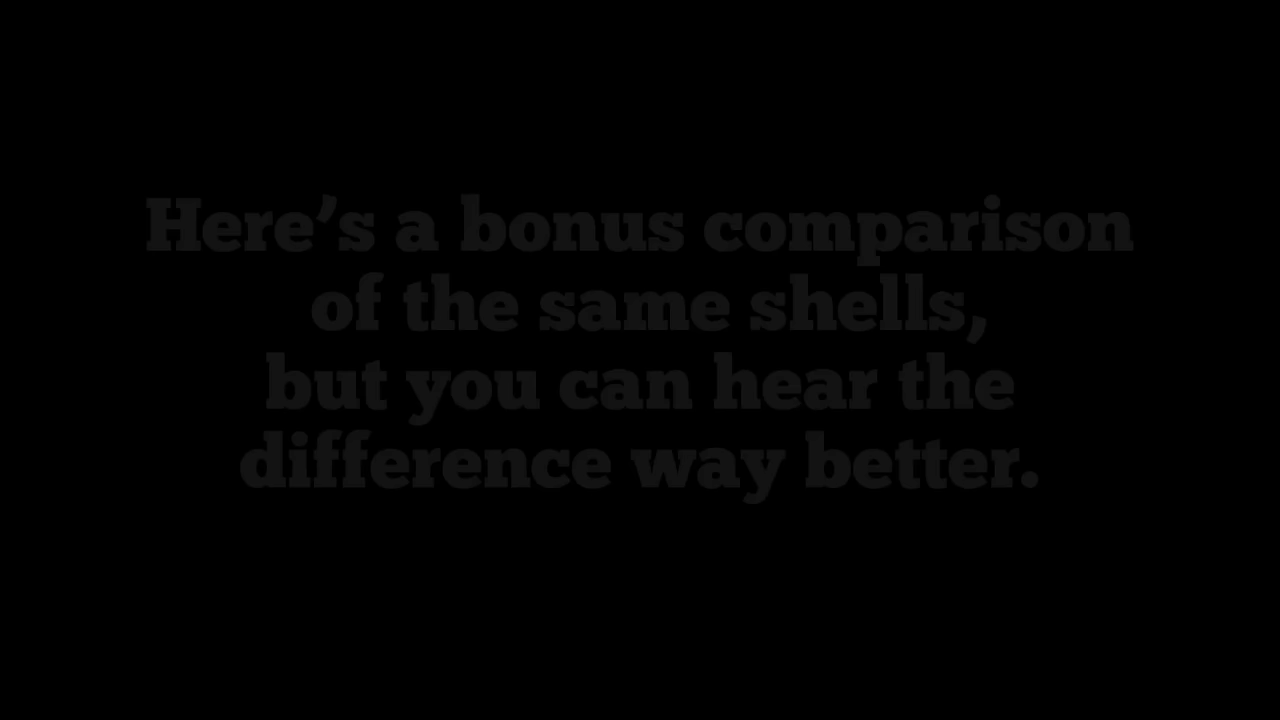 Here’s a bonus comparison
of the same shells,
but you can hear the
difference way better.